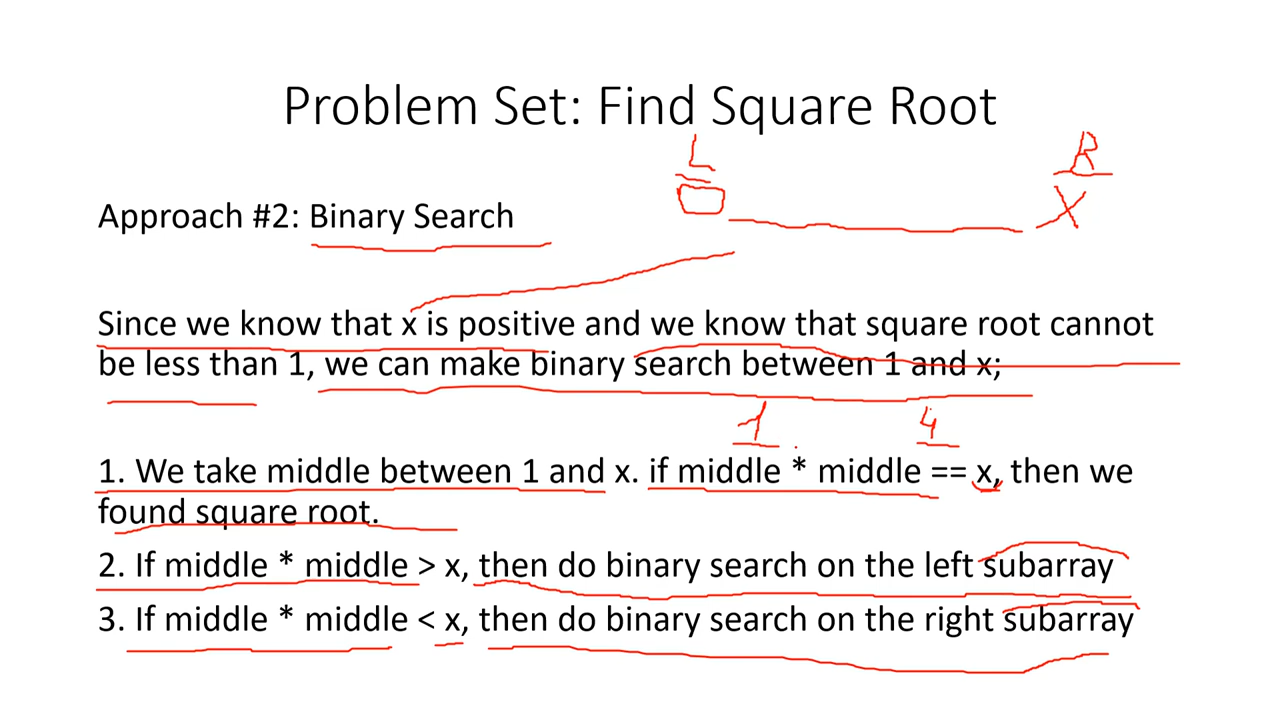 Problem Set: Find Square Root
L
R
Approach #2: Binary Search
X
Since we know that x is positive and we know that square root cannot
be less than 1, we can make binary search between 1 and x;
1
4
1. We take middle between 1 and x. if middle * middle == x, then we
found square root.
2. If middle * middle > x, then do binary search on the left subarray
3. If middle * middle < x, then do binary search on the right subarray